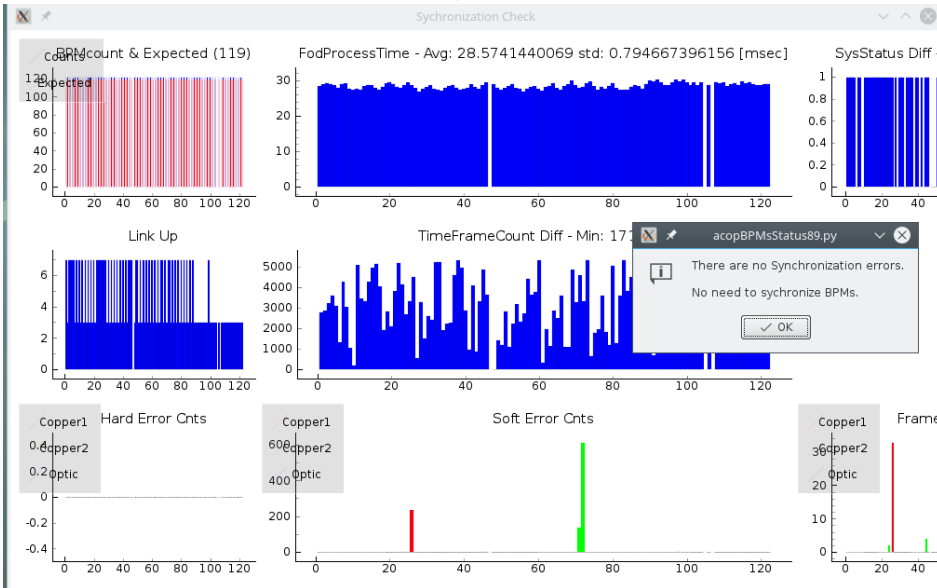 Sychronization Check
BPMcount & Expected (119)
Counts
Expected
120
100
80
60
40
20
0
0 20 40 60 80 100 120
FodProcessTime - Avg: 28.5741440069 std: 0.794667396156 [msec]
30
20
10
0
0 20 40 60 80 100 120
SysStatus Diff -
1
0.8
0.6
0.4
0.2
0
0 20 40
Link Up
6
4
2
0
0 20 40 60 80 100 120
TimeFrameCount Diff - Min: 171
5000
4000
3000
2000
1000
0
0 20 40 60 80 100 120
acopBPMsStatus89.py
There are no Synchronization errors.
No need to sychronize BPMs.
OK
Hard Error Cnts
Copper1
Copper2
Optic
0.4
0.2
0
-0.2
-0.4
0 20 40 60 80 100 120
Soft Error Cnts
Copper1
Copper2
Optic
600
400
200
0
0 20 40 60 80 100 120
Frame
Copper1
Copper2
Optic
30
20
10
0
0 20 40